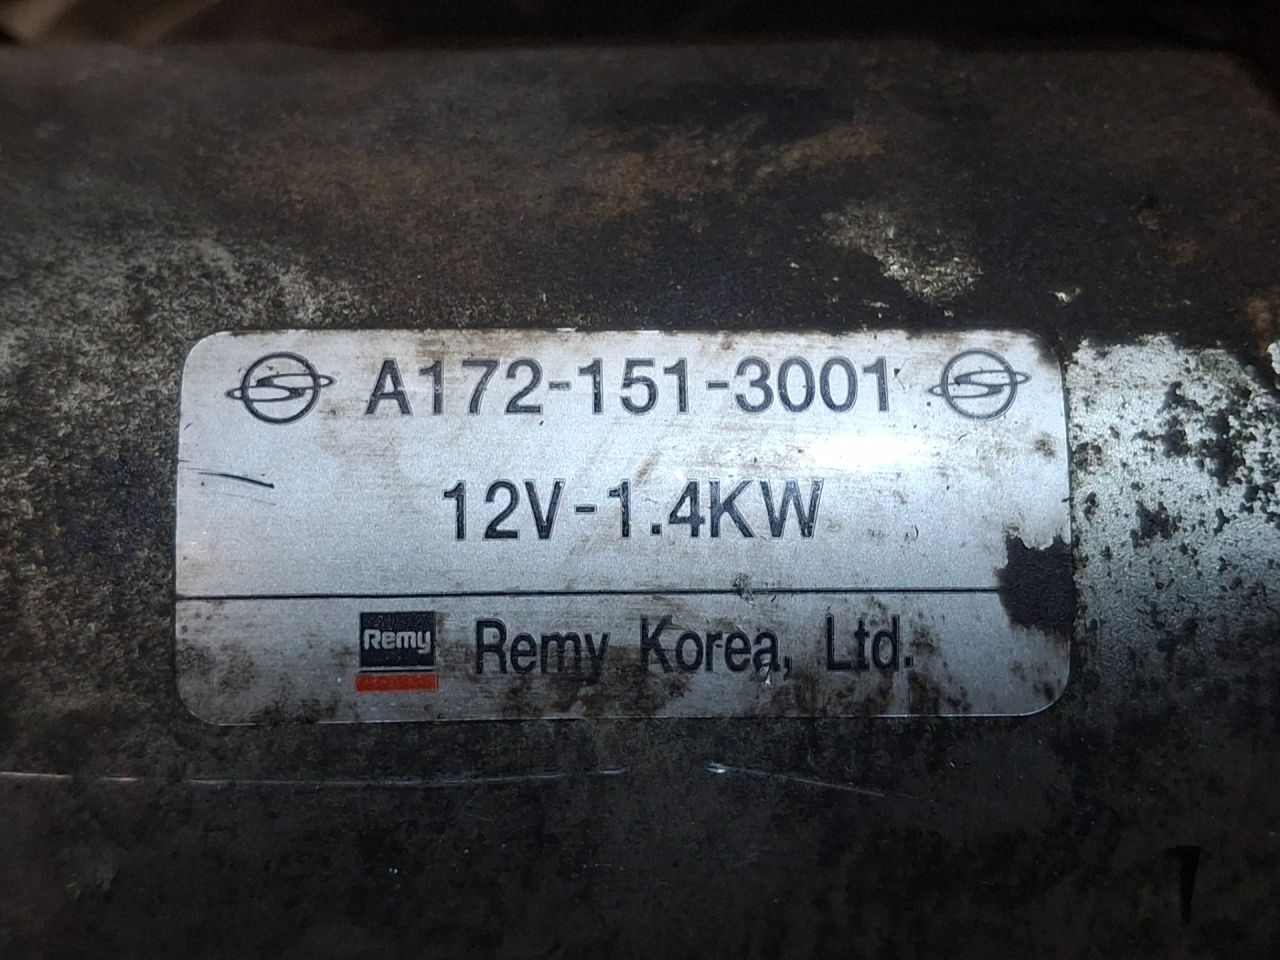 A172-151-3001
12V-1.4KW
Remy Remy Korea, Ltd.